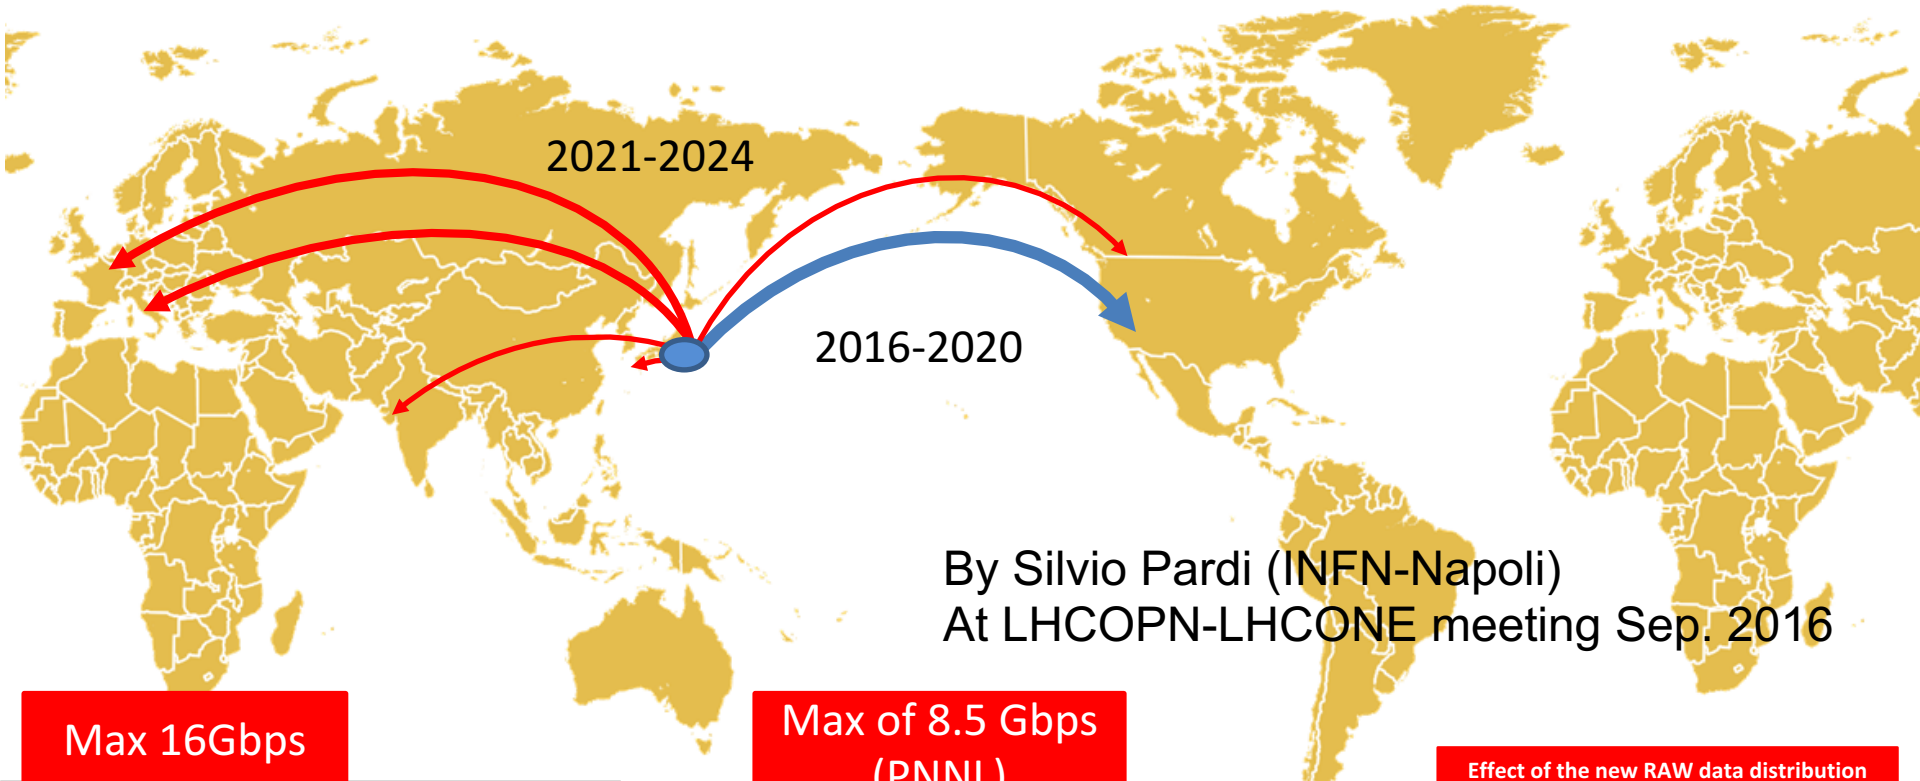 2021-2024
2016-2020
By Silvio Pardi (INFN-Napoli)
At LHCOPN-LHCONE meeting Sep. 2016
Max 16Gbps
Max of 8.5 Gbps
(PNNL)
Effect of the new RAW data distribution